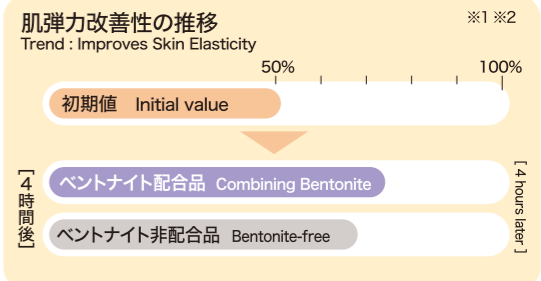 肌弾力改善性の推移
※1 ※2
Trend : Improves Skin Elasticity
50%
100%
初期値 Initial value
[4時間後]
ベントナイト配合品 Combining Bentonite
ベントナイト非配合品 Bentonite-free
[ 4 hours later ]